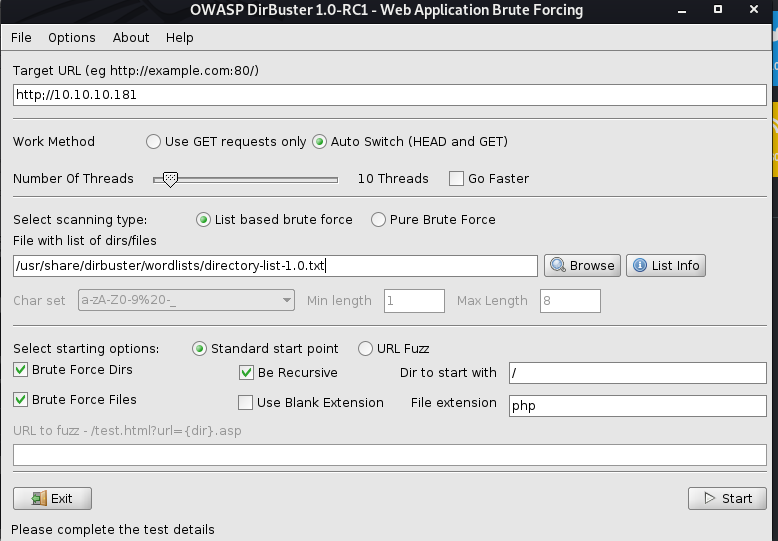 OWASP DirBuster 1.0-RC1 - Web Application Brute Forcing
File Options About Help
Target URL (eg http://example.com:80/)
http;//10.10.10.181
Work Method Use GET requests only Auto Switch (HEAD and GET)
Number Of Threads 10 Threads Go Faster
Select scanning type: List based brute force Pure Brute Force
File with list of dirs/files
/usr/share/dirbuster/wordlists/directory-list-1.0.txt Browse List Info
Char set a-zA-Z0-9%20-_ Min length 1 Max Length 8
Select starting options: Standard start point URL Fuzz
Brute Force Dirs Be Recursive Dir to start with /
Brute Force Files Use Blank Extension File extension php
URL to fuzz - /test.html?url={dir}.asp
Exit Start
Please complete the test details